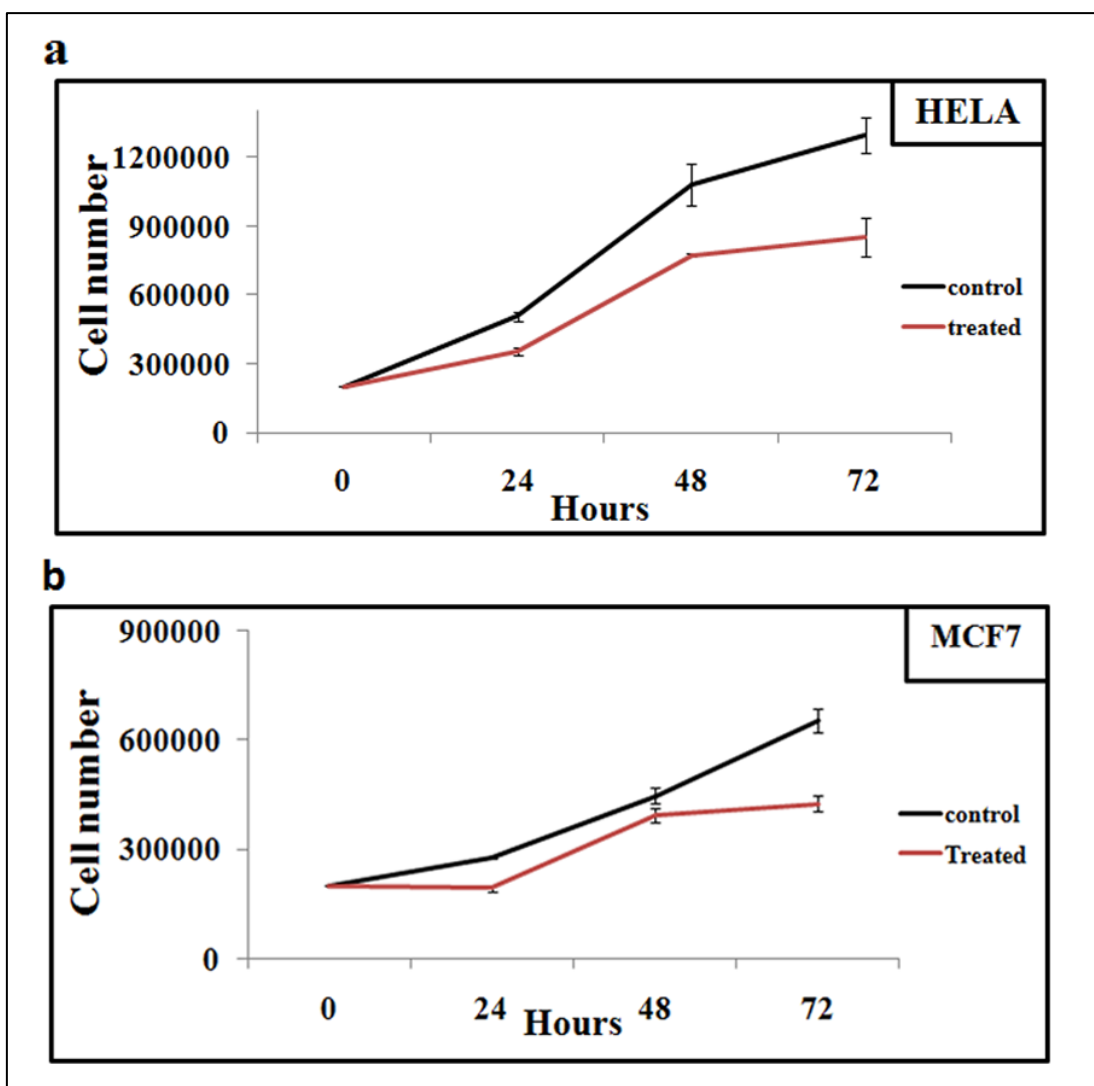 a
HELA
Cell number
1200000
900000
600000
300000
0
control
treated
0 24 48 72
Hours
b
MCF7
Cell number
900000
600000
300000
0
control
Treated
0 24 48 72
Hours